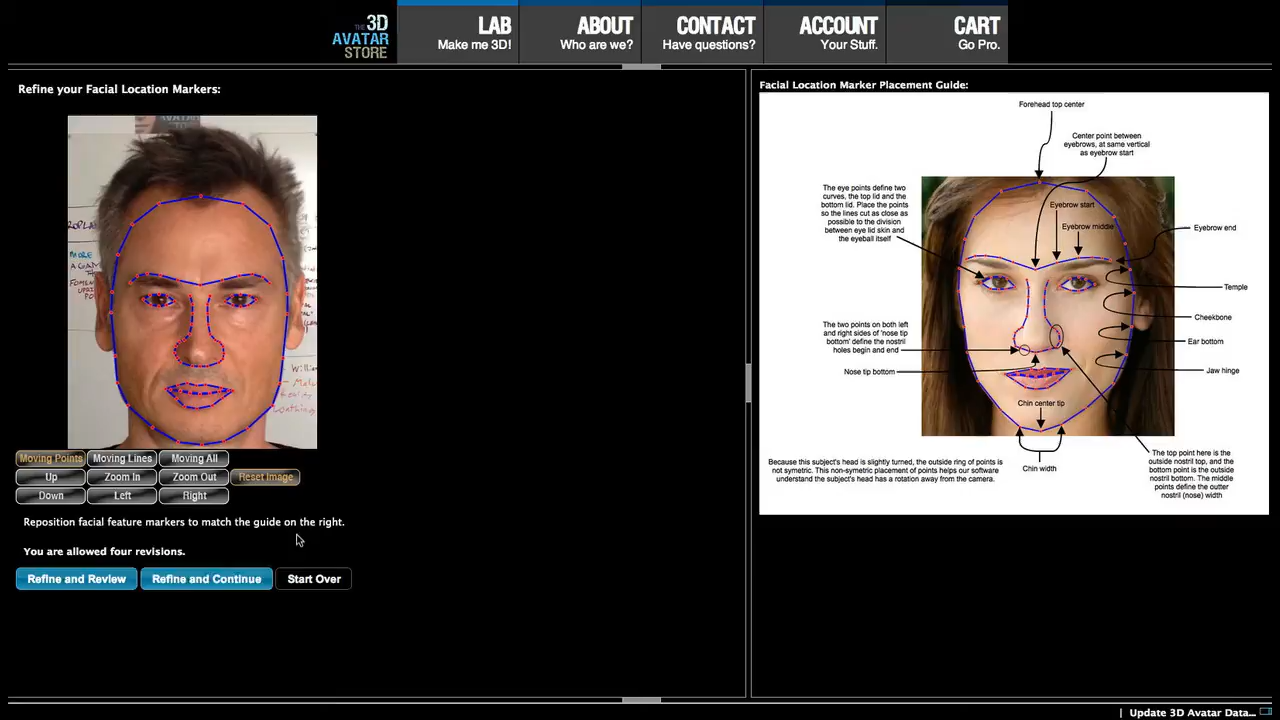 THE 3D
AVATAR
STORE
LAB
Make me 3D!
ABOUT
Who are we?
CONTACT
Have questions?
ACCOUNT
Your Stuff.
CART
Go Pro.
Refine your Facial Location Markers:
MORE
Moving Points
Moving Lines
Moving All
Up
Zoom In
Zoom Out
Reset Image
Down
Left
Right
Reposition facial feature markers to match the guide on the right.
You are allowed four revisions.
Refine and Review
Refine and Continue
Start Over
Facial Location Marker Placement Guide:
Forehead top center
Center point between
eyebrows, at same vertical
as eyebrow start
The eye points define two
curves, the top lid and the
bottom lid. Place the points
so the lines cut as close as
possible to the division
between eye lid skin and
the eyeball itself
Eyebrow start
Eyebrow middle
Eyebrow end
Temple
Cheekbone
The two points on both left
and right sides of 'nose tip
bottom' define the nostril
holes begin and end
Ear bottom
Nose tip bottom
Jaw hinge
Chin center tip
Chin width
Because this subject's head is slightly turned, the outside ring of points is
not symetric. This non-symetric placement of points helps our software
understand the subject's head has a rotation away from the camera.
The top point here is the
outside nostril top, and the
bottom point is the outside
nostril bottom. The middle
points define the outter
nostril (nose) width
| Update 3D Avatar Data...